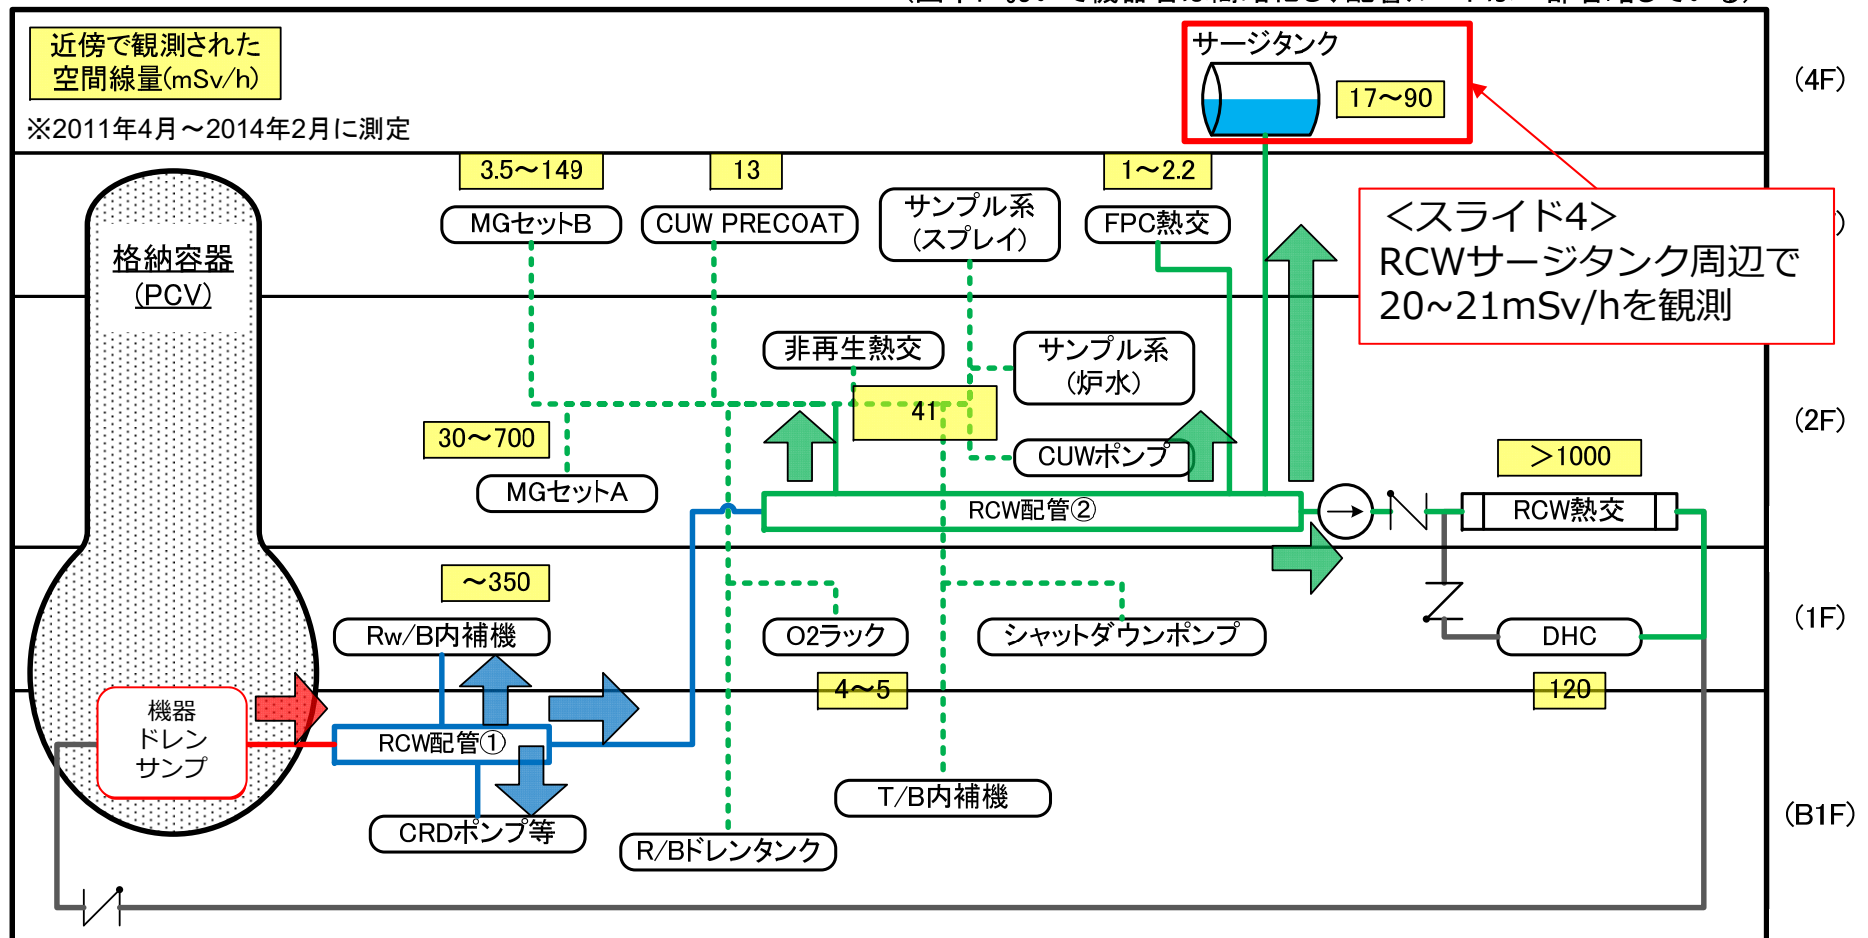 近傍で観測された
空間線量(mSv/h)
※2011年4月～2014年2月に測定
サージタンク
17～90
(4F)
3.5～149
13
1～2.2
MGセットB
CUW PRECOAT
サンプル系
(スプレイ)
FPC熱交
<スライド4>
RCWサージタンク周辺で
20~21mSv/hを観測
)
格納容器
(PCV)
非再生熱交
サンプル系
(炉水)
41
30～700
CUWポンプ
>1000
(2F)
MGセットA
RCW配管②
RCW熱交
～350
Rw/B内補機
O2ラック
シャットダウンポンプ
DHC
(1F)
4～5
120
機器
ドレン
サンプ
RCW配管①
T/B内補機
CRDポンプ等
R/Bドレンタンク
(B1F)